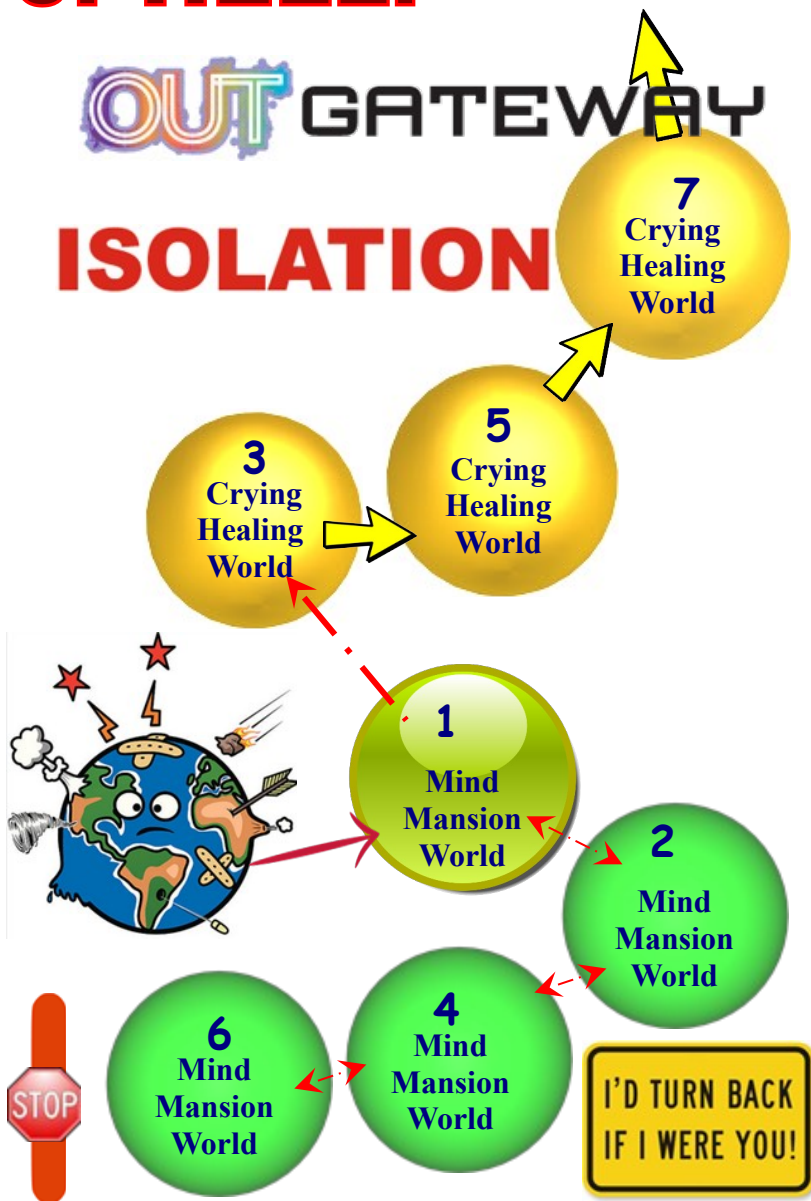 OUT GATEWAY
7
Crying
Healing
World
ISOLATION
5
Crying
Healing
World
3
Crying
Healing
World
1
Mind
Mansion
World
2
Mind
Mansion
World
4
Mind
Mansion
World
6
Mind
Mansion
World
STOP
I'D TURN BACK
IF I WERE YOU!